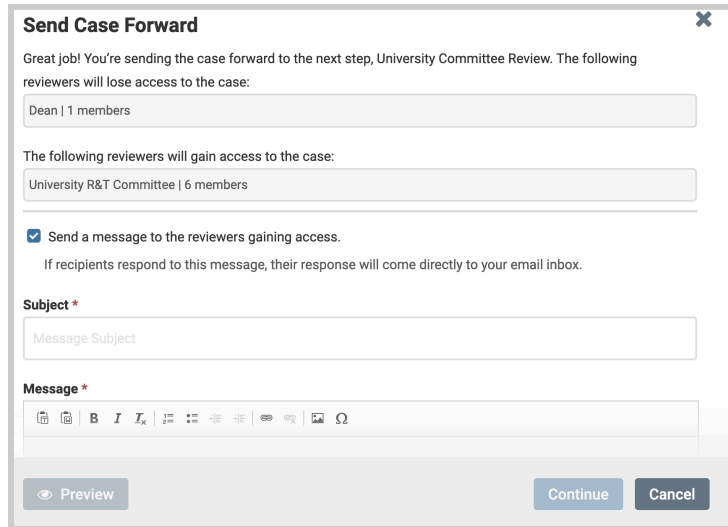 Send Case Forward
Great job! You're sending the case forward to the next step, University Committee Review. The following
reviewers will lose access to the case:
Dean | 1 members
The following reviewers will gain access to the case:
University R&T Committee | 6 members
Send a message to the reviewers gaining access.
If recipients respond to this message, their response will come directly to your email inbox.
Subject *
Message Subject
Message *
B I Tx Ω
Preview Continue Cancel